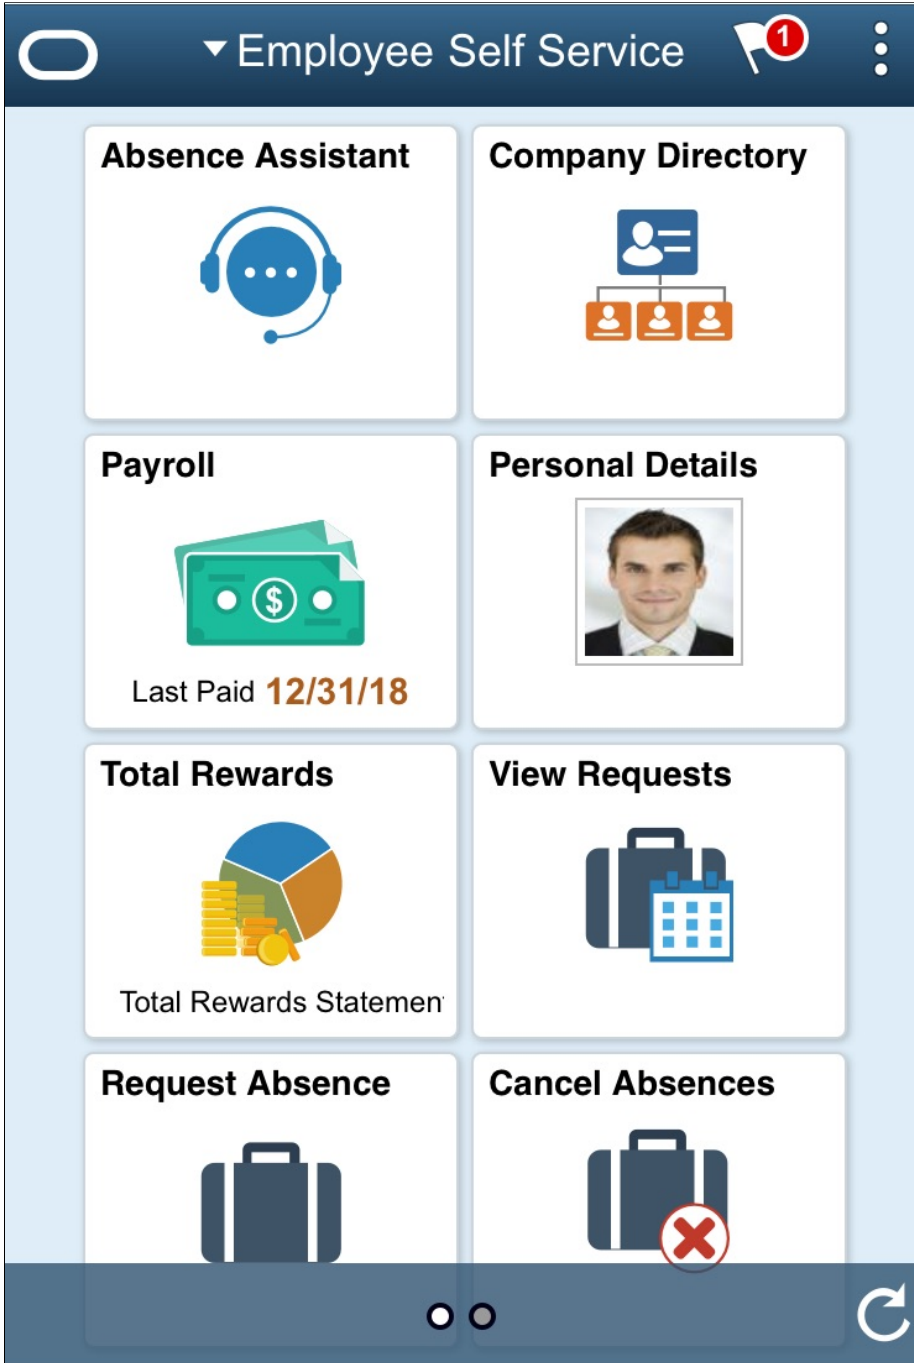 Employee Self Service
1
Absence Assistant
Company Directory
Payroll
$
Last Paid 12/31/18
Personal Details
Total Rewards
Total Rewards Statemen
View Requests
Request Absence
Cancel Absences